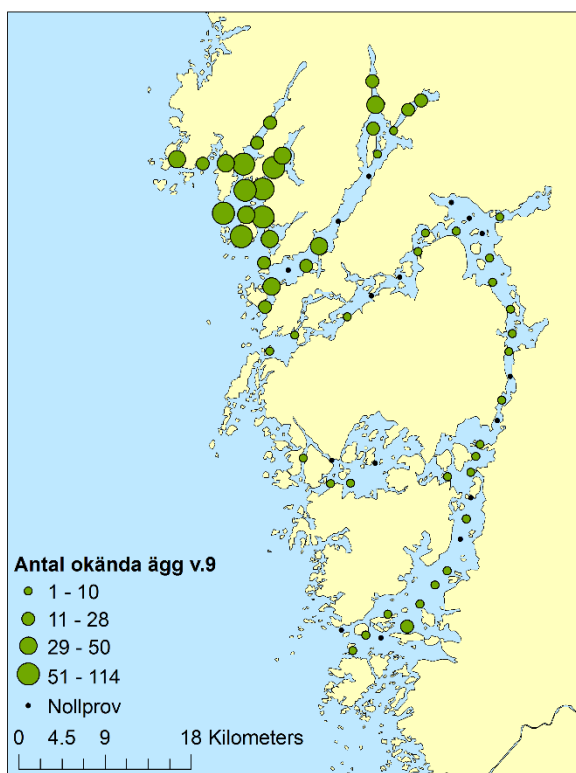 Antal okända ägg v.9
1 - 10
11 - 28
29 - 50
51 - 114
Nollprov
0 4.5 9 18 Kilometers